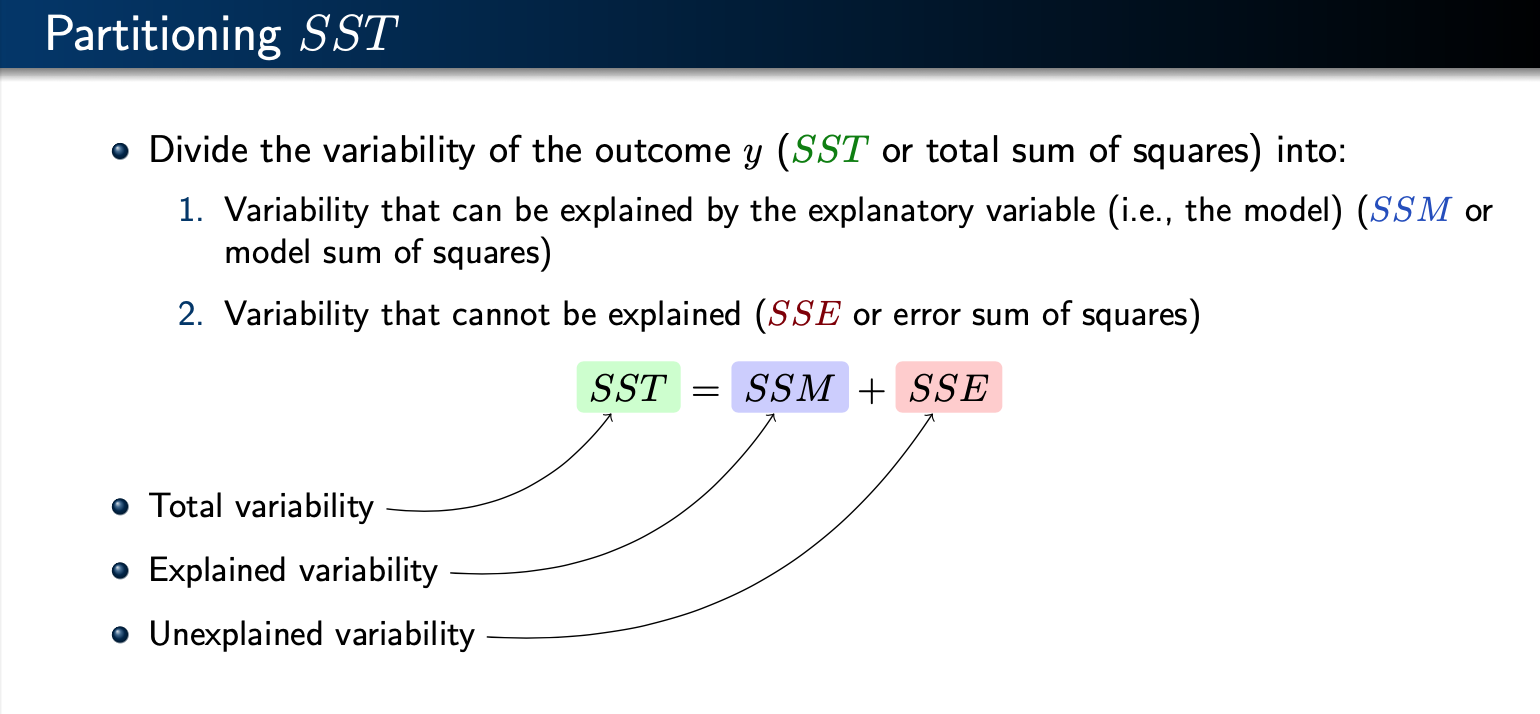 Partitioning SST
Divide the variability of the outcome y (SST or total sum of squares) into:
1. Variability that can be explained by the explanatory variable (i.e., the model) (SSM or
model sum of squares)
2. Variability that cannot be explained (SSE or error sum of squares)
SST = SSM + SSE
Total variability
Explained variability
Unexplained variability